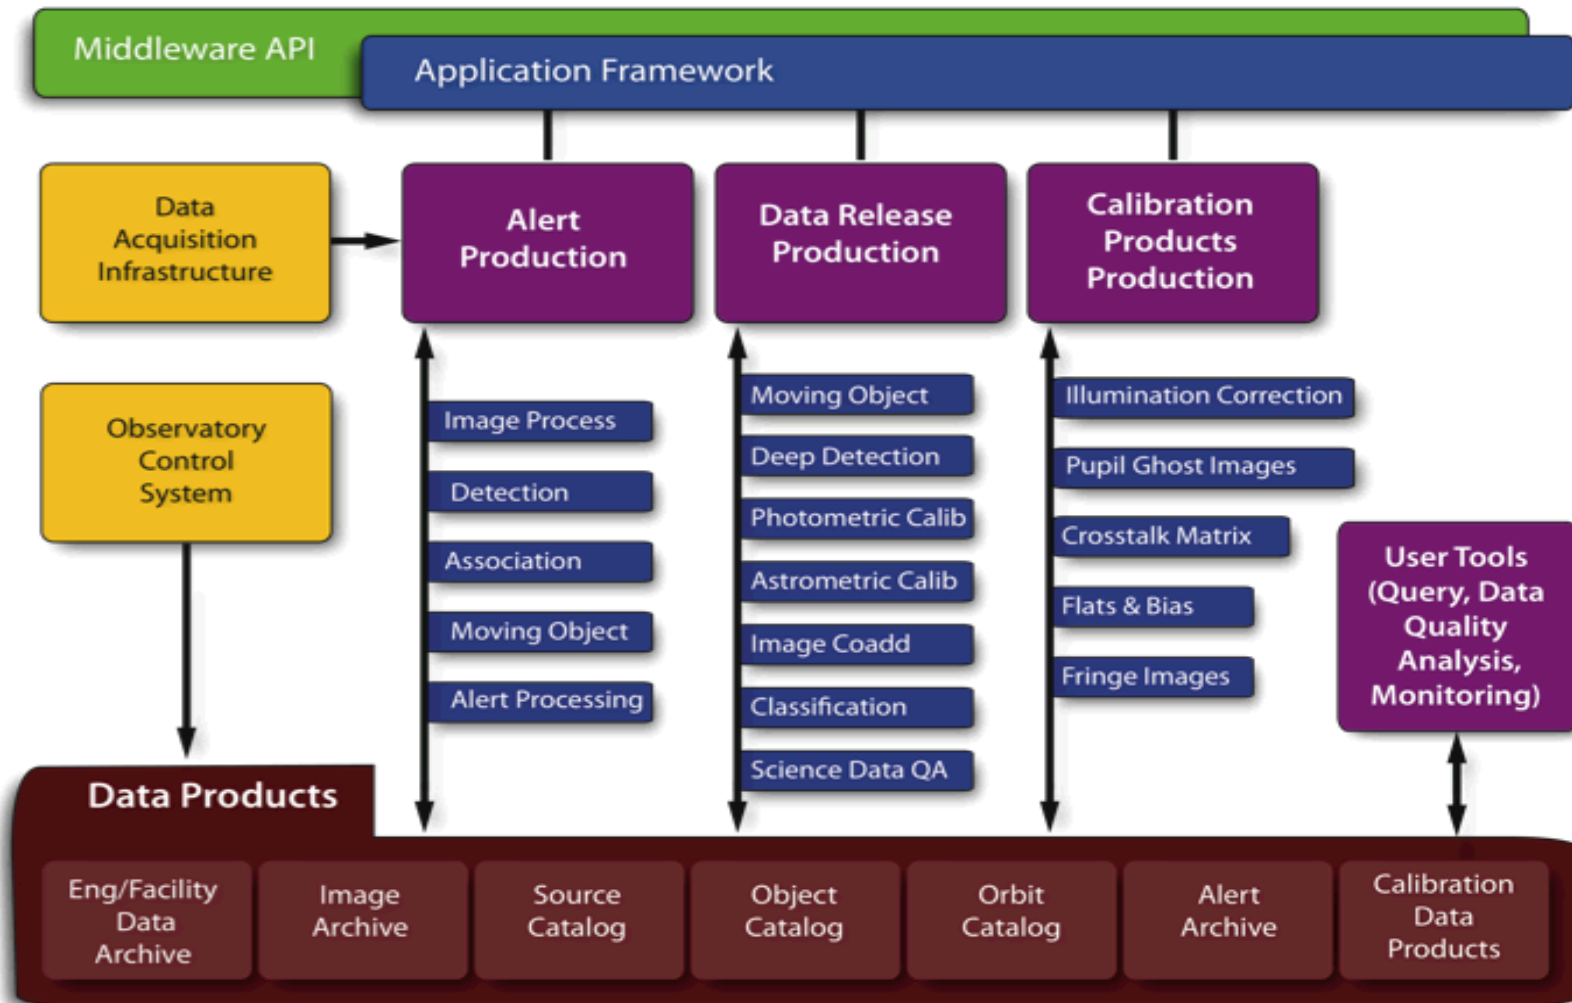 Middleware API
Application Framework
Data
Acquisition
Infrastructure
Alert
Production
Data Release
Production
Calibration
Products
Production
Observatory
Control
System
Image Process
Detection
Association
Moving Object
Alert Processing
Moving Object
Deep Detection
Photometric Calib
Astrometric Calib
Image Coadd
Classification
Science Data QA
Illumination Correction
Pupil Ghost Images
Crosstalk Matrix
Flats & Bias
Fringe Images
User Tools
(Query, Data
Quality
Analysis,
Monitoring)
Data Products
Eng/Facility
Data
Archive
Image
Archive
Source
Catalog
Object
Catalog
Orbit
Catalog
Alert
Archive
Calibration
Data
Products